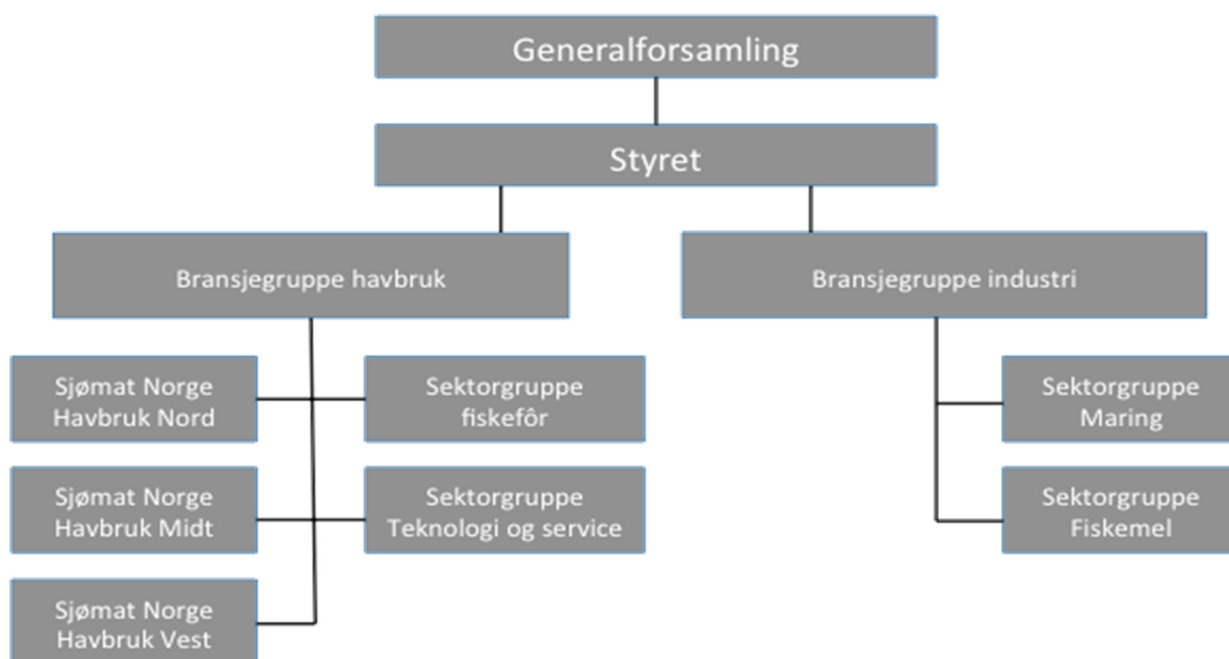 Generalforsamling
Styret
Bransjegruppe havbruk
Bransjegruppe industri
Sjømat Norge
Havbruk Nord
Sektorgruppe
fiskefôr
Sektorgruppe
Maring
Sjømat Norge
Havbruk Midt
Sektorgruppe
Teknologi og service
Sektorgruppe
Fiskemel
Sjømat Norge
Havbruk Vest